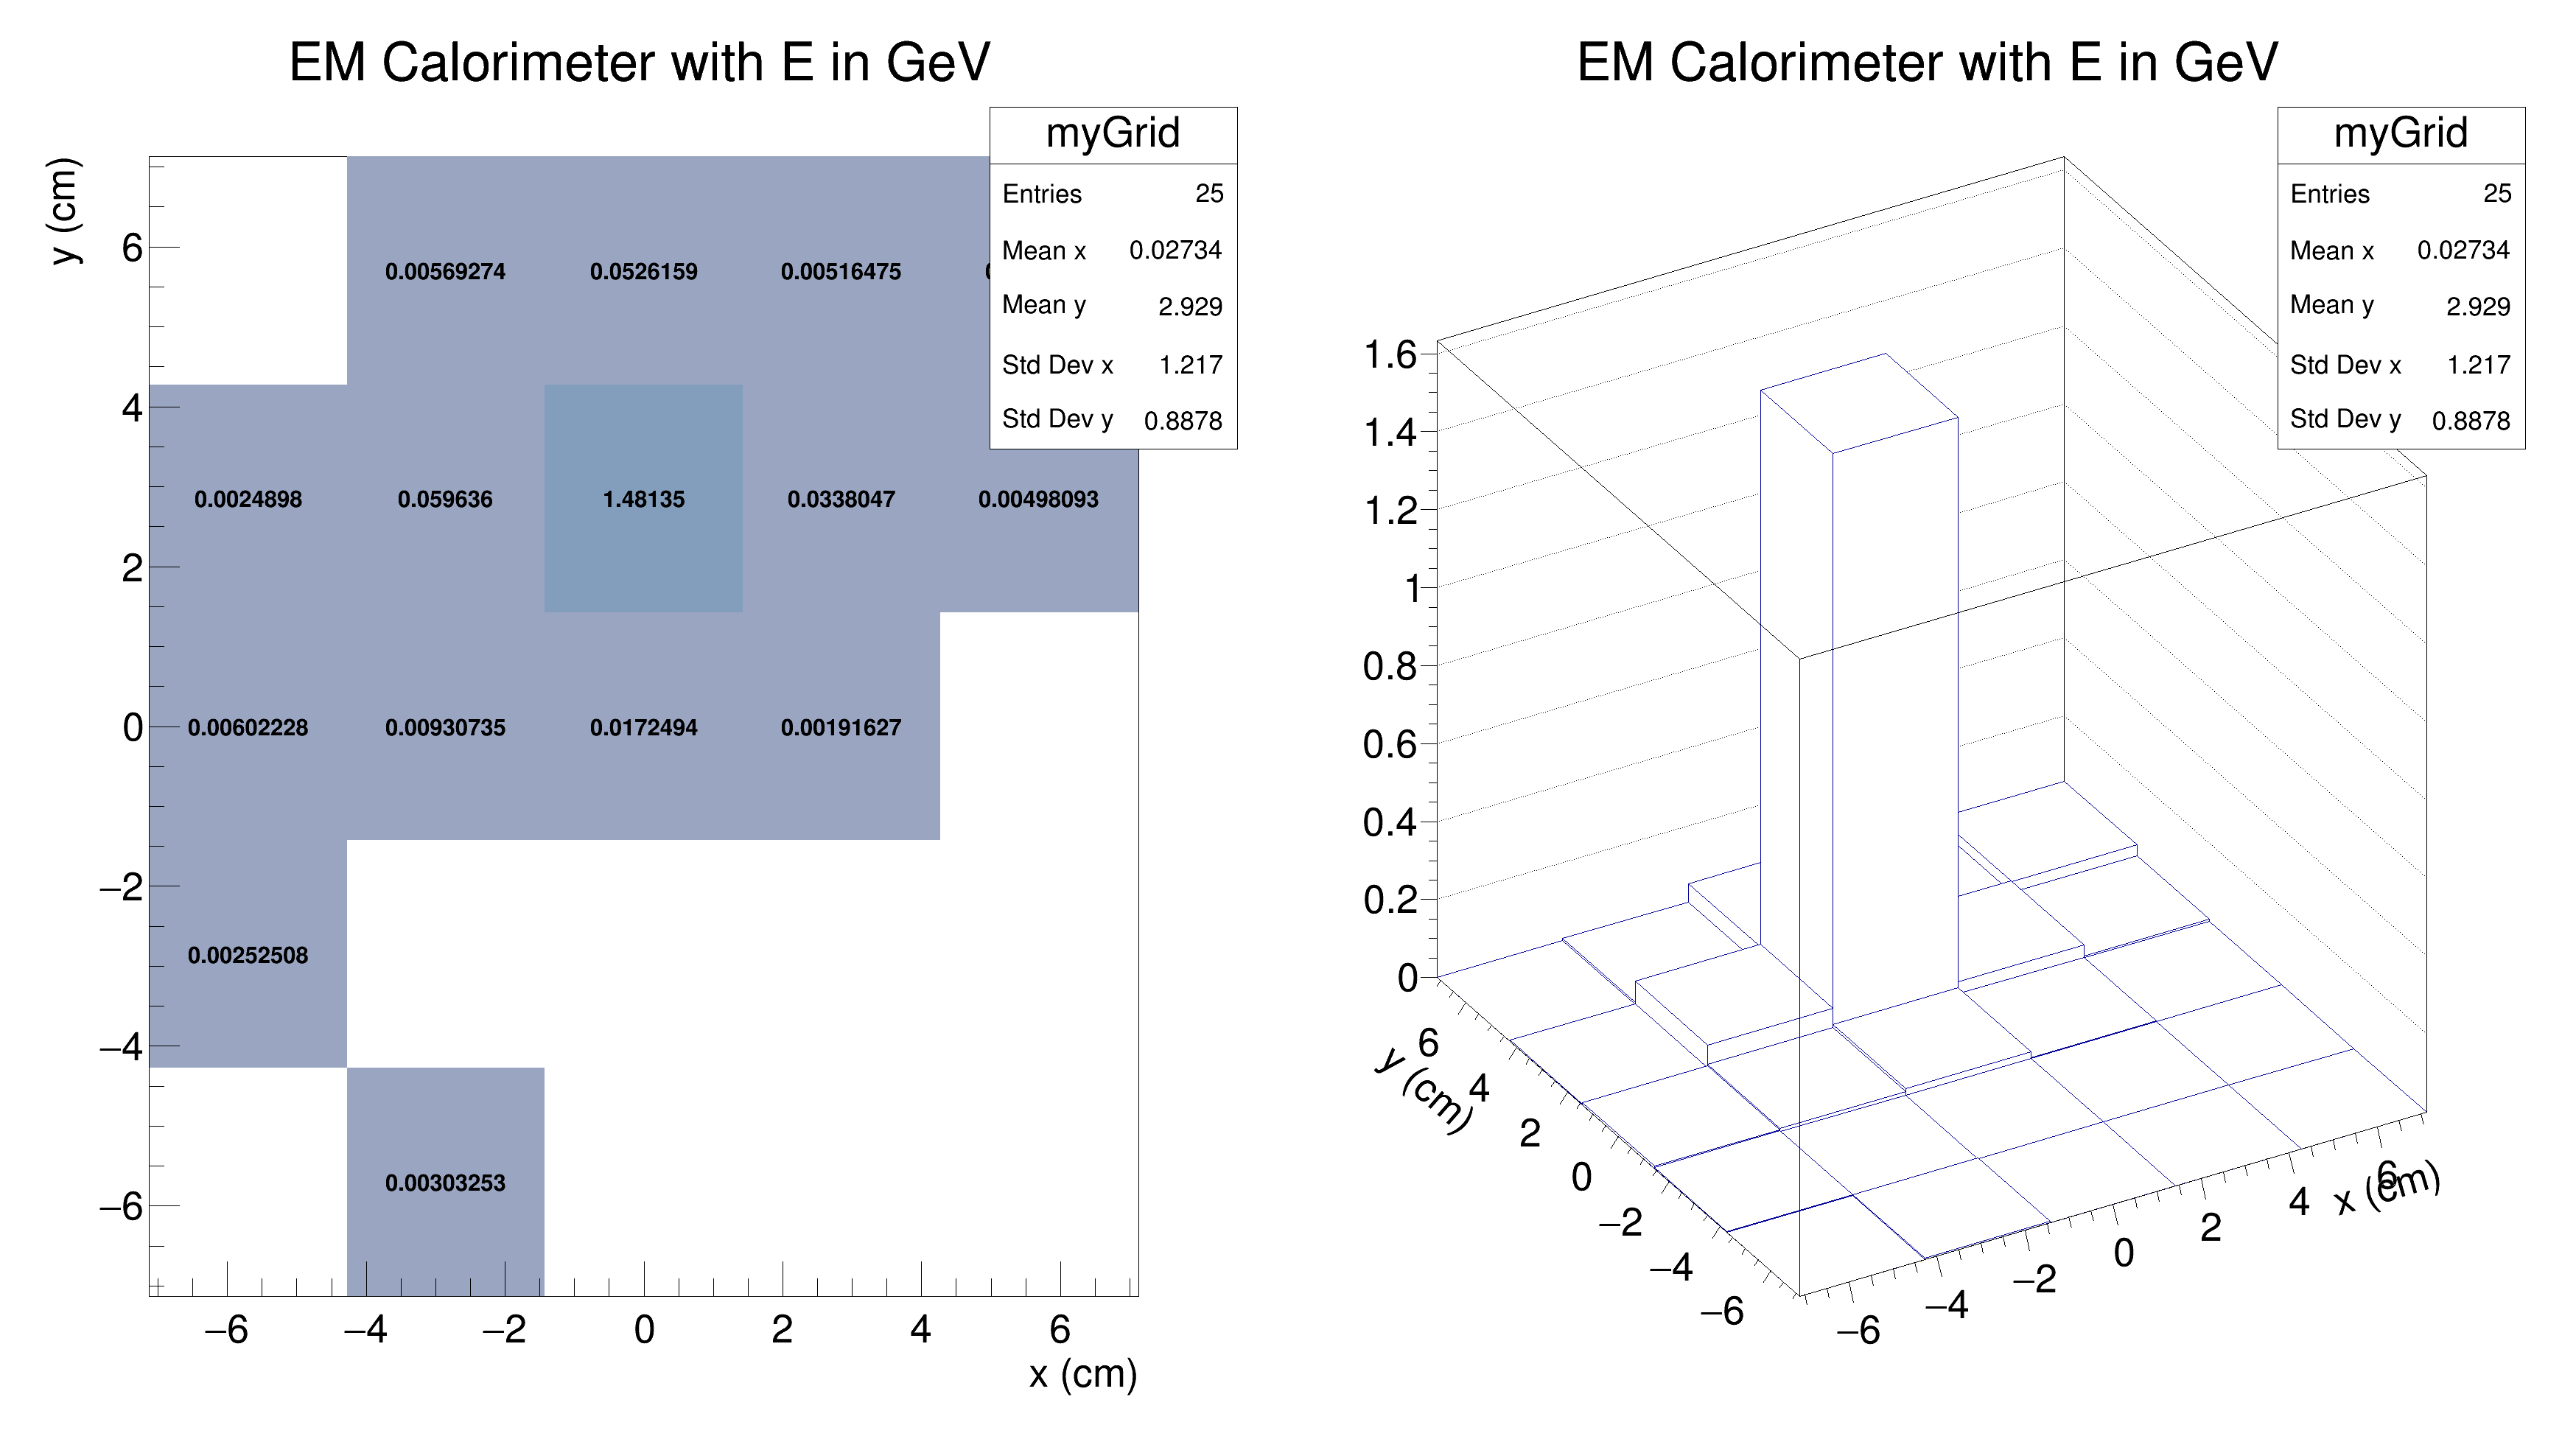 EM Calorimeter with E in GeV
myGrid
Entries 25
Mean x 0.02734
Mean y 2.929
Std Dev x 1.217
Std Dev y 0.8878
y (cm)
6
4
2
0
−2
−4
−6
0.00569274 0.0526159 0.00516475
0.0024898 0.059636 1.48135 0.0338047 0.00498093
0.00602228 0.00930735 0.0172494 0.00191627
0.00252508
0.00303253
−6 −4 −2 0 2 4 6
x (cm)
EM Calorimeter with E in GeV
myGrid
Entries 25
Mean x 0.02734
Mean y 2.929
Std Dev x 1.217
Std Dev y 0.8878
1.6
1.4
1.2
1
0.8
0.6
0.4
0.2
0
y (cm)
6
4
2
0
−2
−4
−6
−6 −4 −2 0 2 4 6
x (cm)